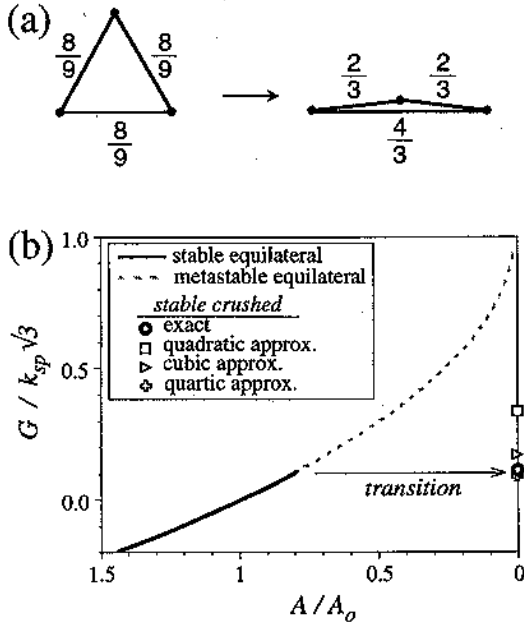 (a)
8/9 8/9
8/9
2/3 2/3
4/3
(b)
1.0
0.5
0.0
G / k_sp √3
stable equilateral
metastable equilateral
stable crushed
exact
quadratic approx.
cubic approx.
quartic approx.
transition
1.5 1 0.5 0
A / A_o